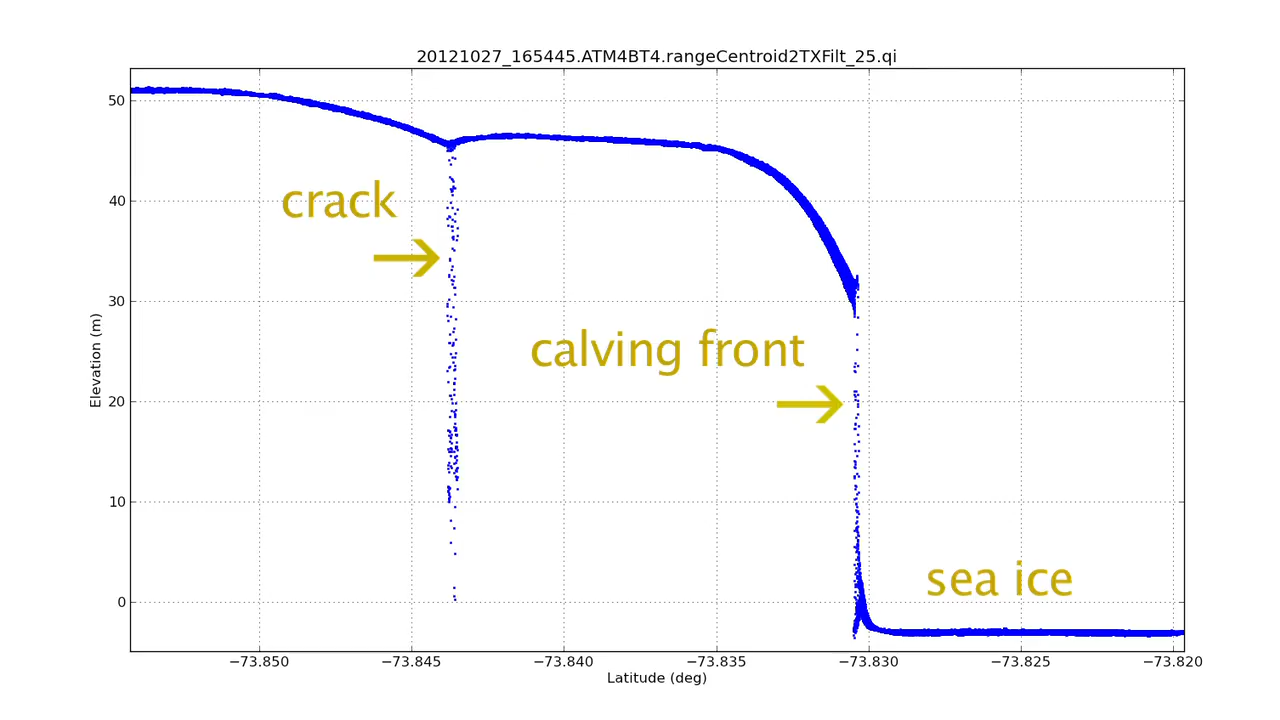 20121027_165445.ATM4BT4.rangeCentroid2TXFilt_25.qi
50
40
30
20
10
0
Elevation (m)
crack
calving front
sea ice
−73.850 −73.845 −73.840 −73.835 −73.830 −73.825 −73.820
Latitude (deg)